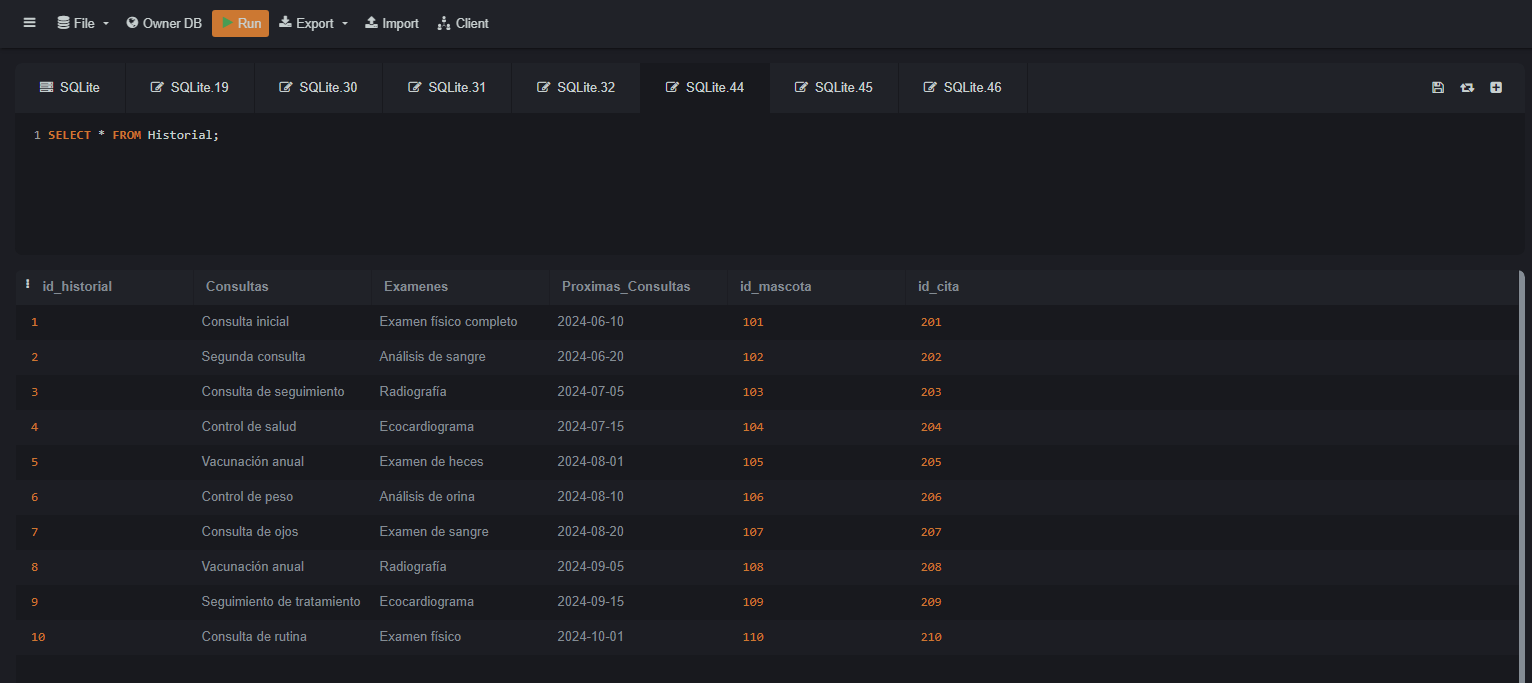 File Owner DB Run Export Import Client
SQLite SQLite.19 SQLite.30 SQLite.31 SQLite.32 SQLite.44 SQLite.45 SQLite.46
1 SELECT * FROM Historial;
id_historial Consultas Examenes Proximas_Consultas id_mascota id_cita
1 Consulta inicial Examen físico completo 2024-06-10 101 201
2 Segunda consulta Análisis de sangre 2024-06-20 102 202
3 Consulta de seguimiento Radiografía 2024-07-05 103 203
4 Control de salud Ecocardiograma 2024-07-15 104 204
5 Vacunación anual Examen de heces 2024-08-01 105 205
6 Control de peso Análisis de orina 2024-08-10 106 206
7 Consulta de ojos Examen de sangre 2024-08-20 107 207
8 Vacunación anual Radiografía 2024-09-05 108 208
9 Seguimiento de tratamiento Ecocardiograma 2024-09-15 109 209
10 Consulta de rutina Examen físico 2024-10-01 110 210